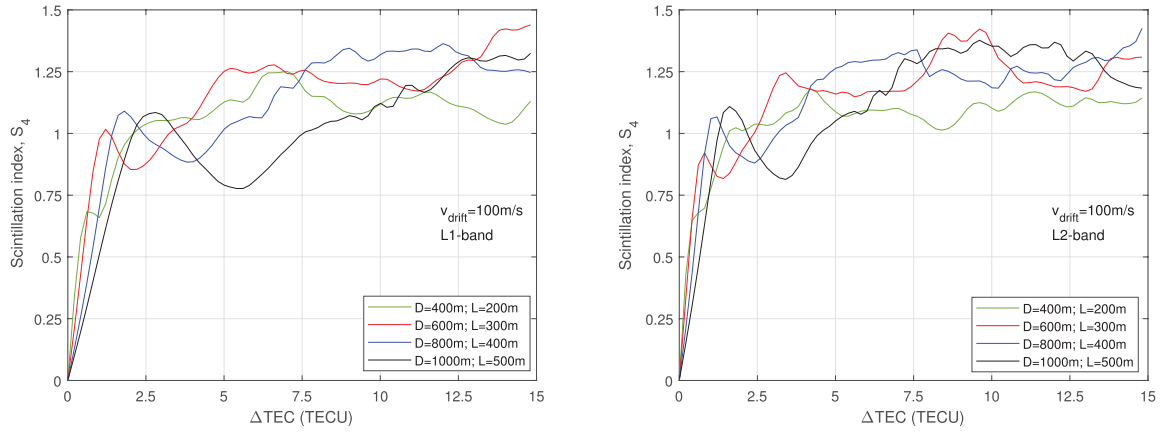 1.5
1.25
1
0.75
0.5
0.25
0
Scintillation index, S4
v_drift=100m/s
L1-band
D=400m; L=200m
D=600m; L=300m
D=800m; L=400m
D=1000m; L=500m
0 2.5 5 7.5 10 12.5 15
ΔTEC (TECU)
1.5
1.25
1
0.75
0.5
0.25
0
Scintillation index, S4
v_drift=100m/s
L2-band
D=400m; L=200m
D=600m; L=300m
D=800m; L=400m
D=1000m; L=500m
0 2.5 5 7.5 10 12.5 15
ΔTEC (TECU)